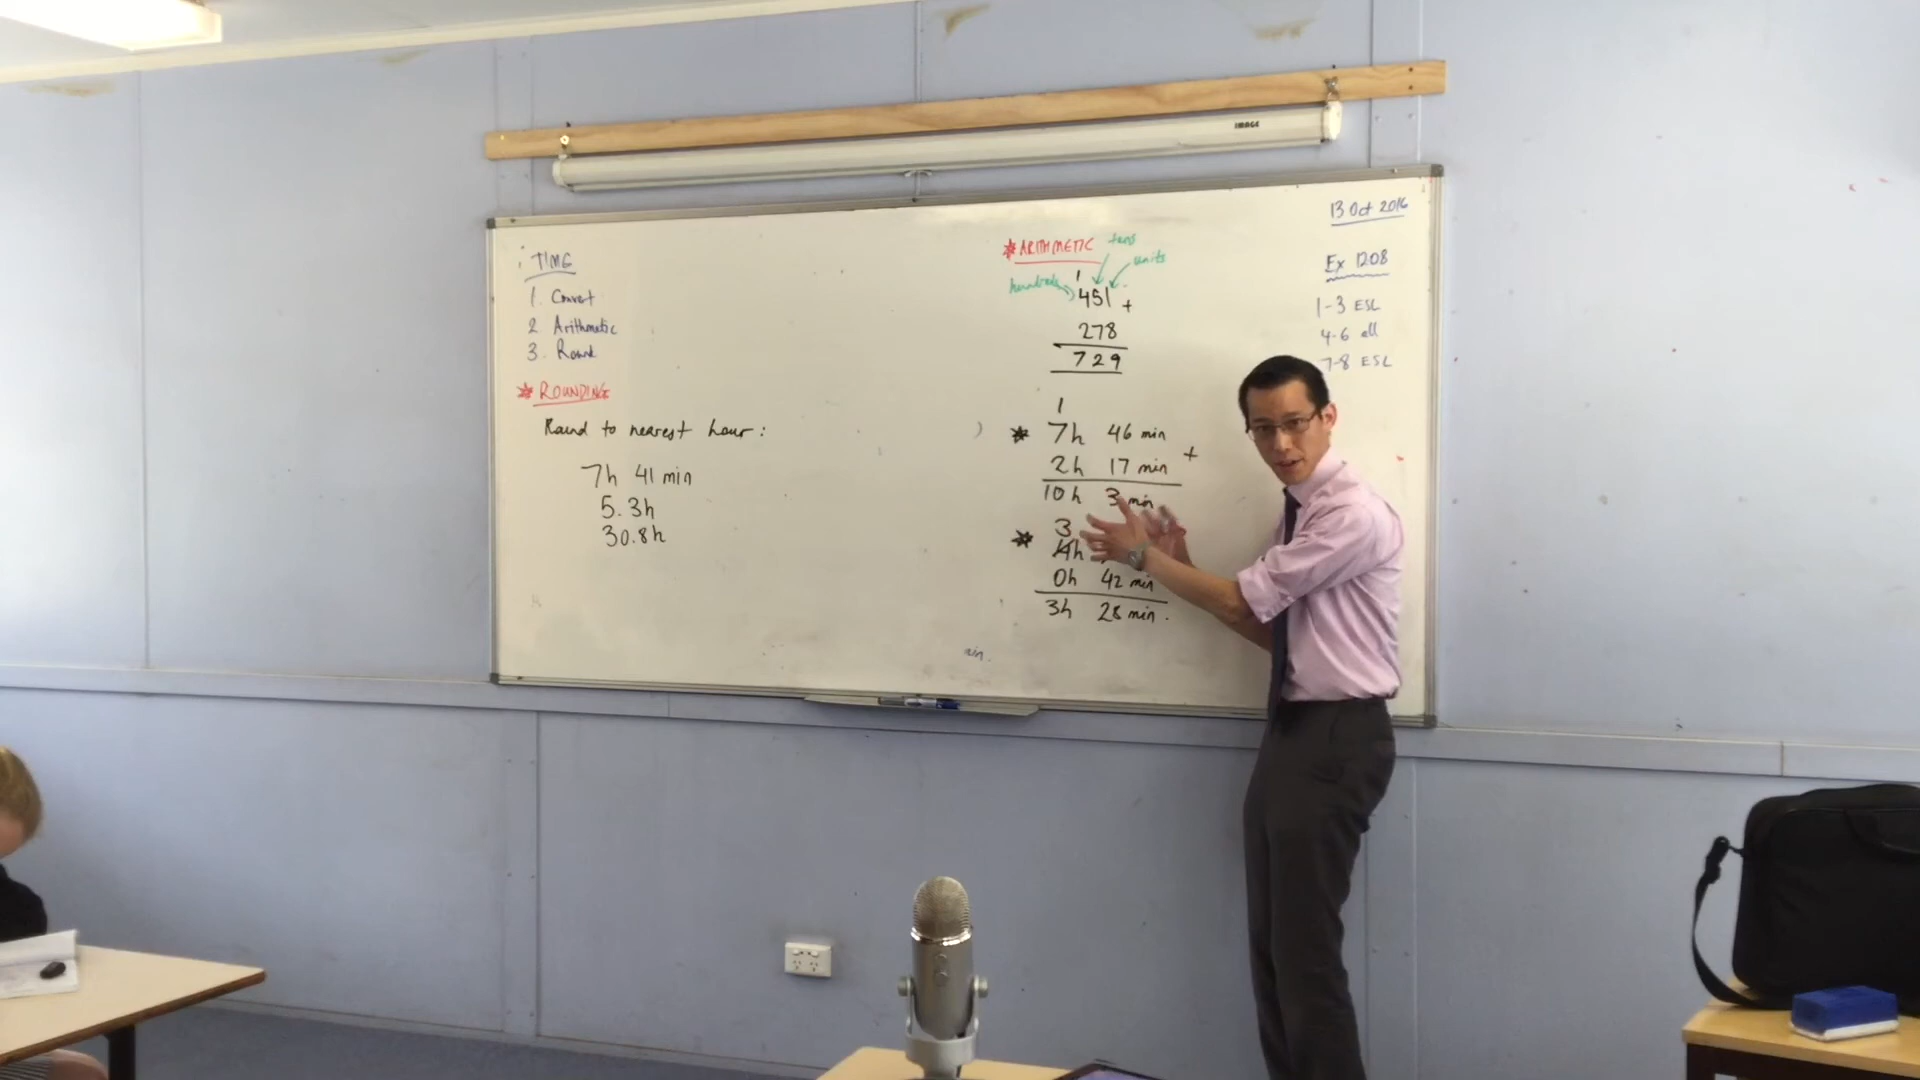 IMAGE
13 Oct 2016
TIME
1. Convert
2. Arithmetic
3. Round
* ROUNDING
Round to nearest hour:
7h 41 min
5.3h
30.8h
* ARITHMETIC
tens
units
hundreds
1
451 +
278
729
1
* 7h 46 min
2h 17 min +
10h 3 min
3
* 4h
0h 42 min
3h 28 min.
Ex 1208
1-3 ESL
4-6 all
7-8 ESL